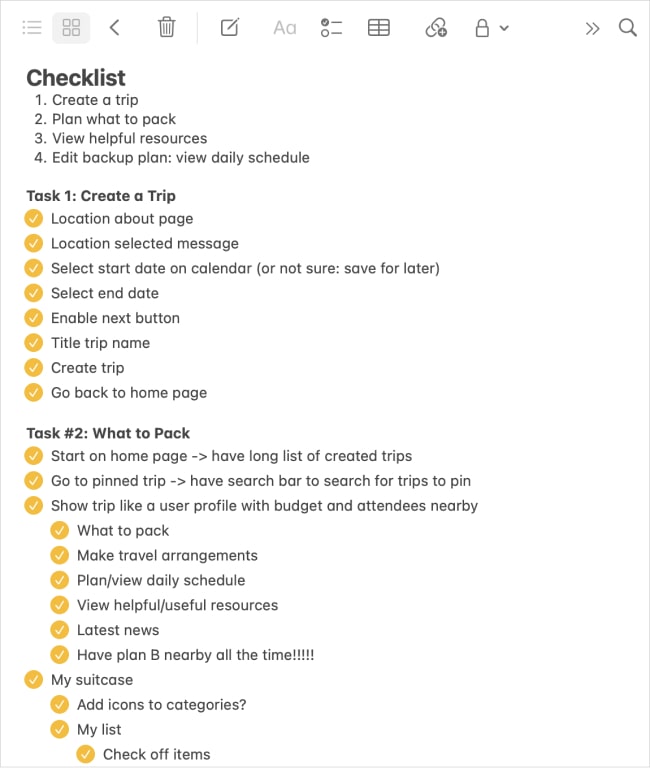 Aa
Checklist
1. Create a trip
2. Plan what to pack
3. View helpful resources
4. Edit backup plan: view daily schedule
Task 1: Create a Trip
Location about page
Location selected message
Select start date on calendar (or not sure: save for later)
Select end date
Enable next button
Title trip name
Create trip
Go back to home page
Task #2: What to Pack
Start on home page -> have long list of created trips
Go to pinned trip -> have search bar to search for trips to pin
Show trip like a user profile with budget and attendees nearby
What to pack
Make travel arrangements
Plan/view daily schedule
View helpful/useful resources
Latest news
Have plan B nearby all the time!!!!!
My suitcase
Add icons to categories?
My list
Check off items